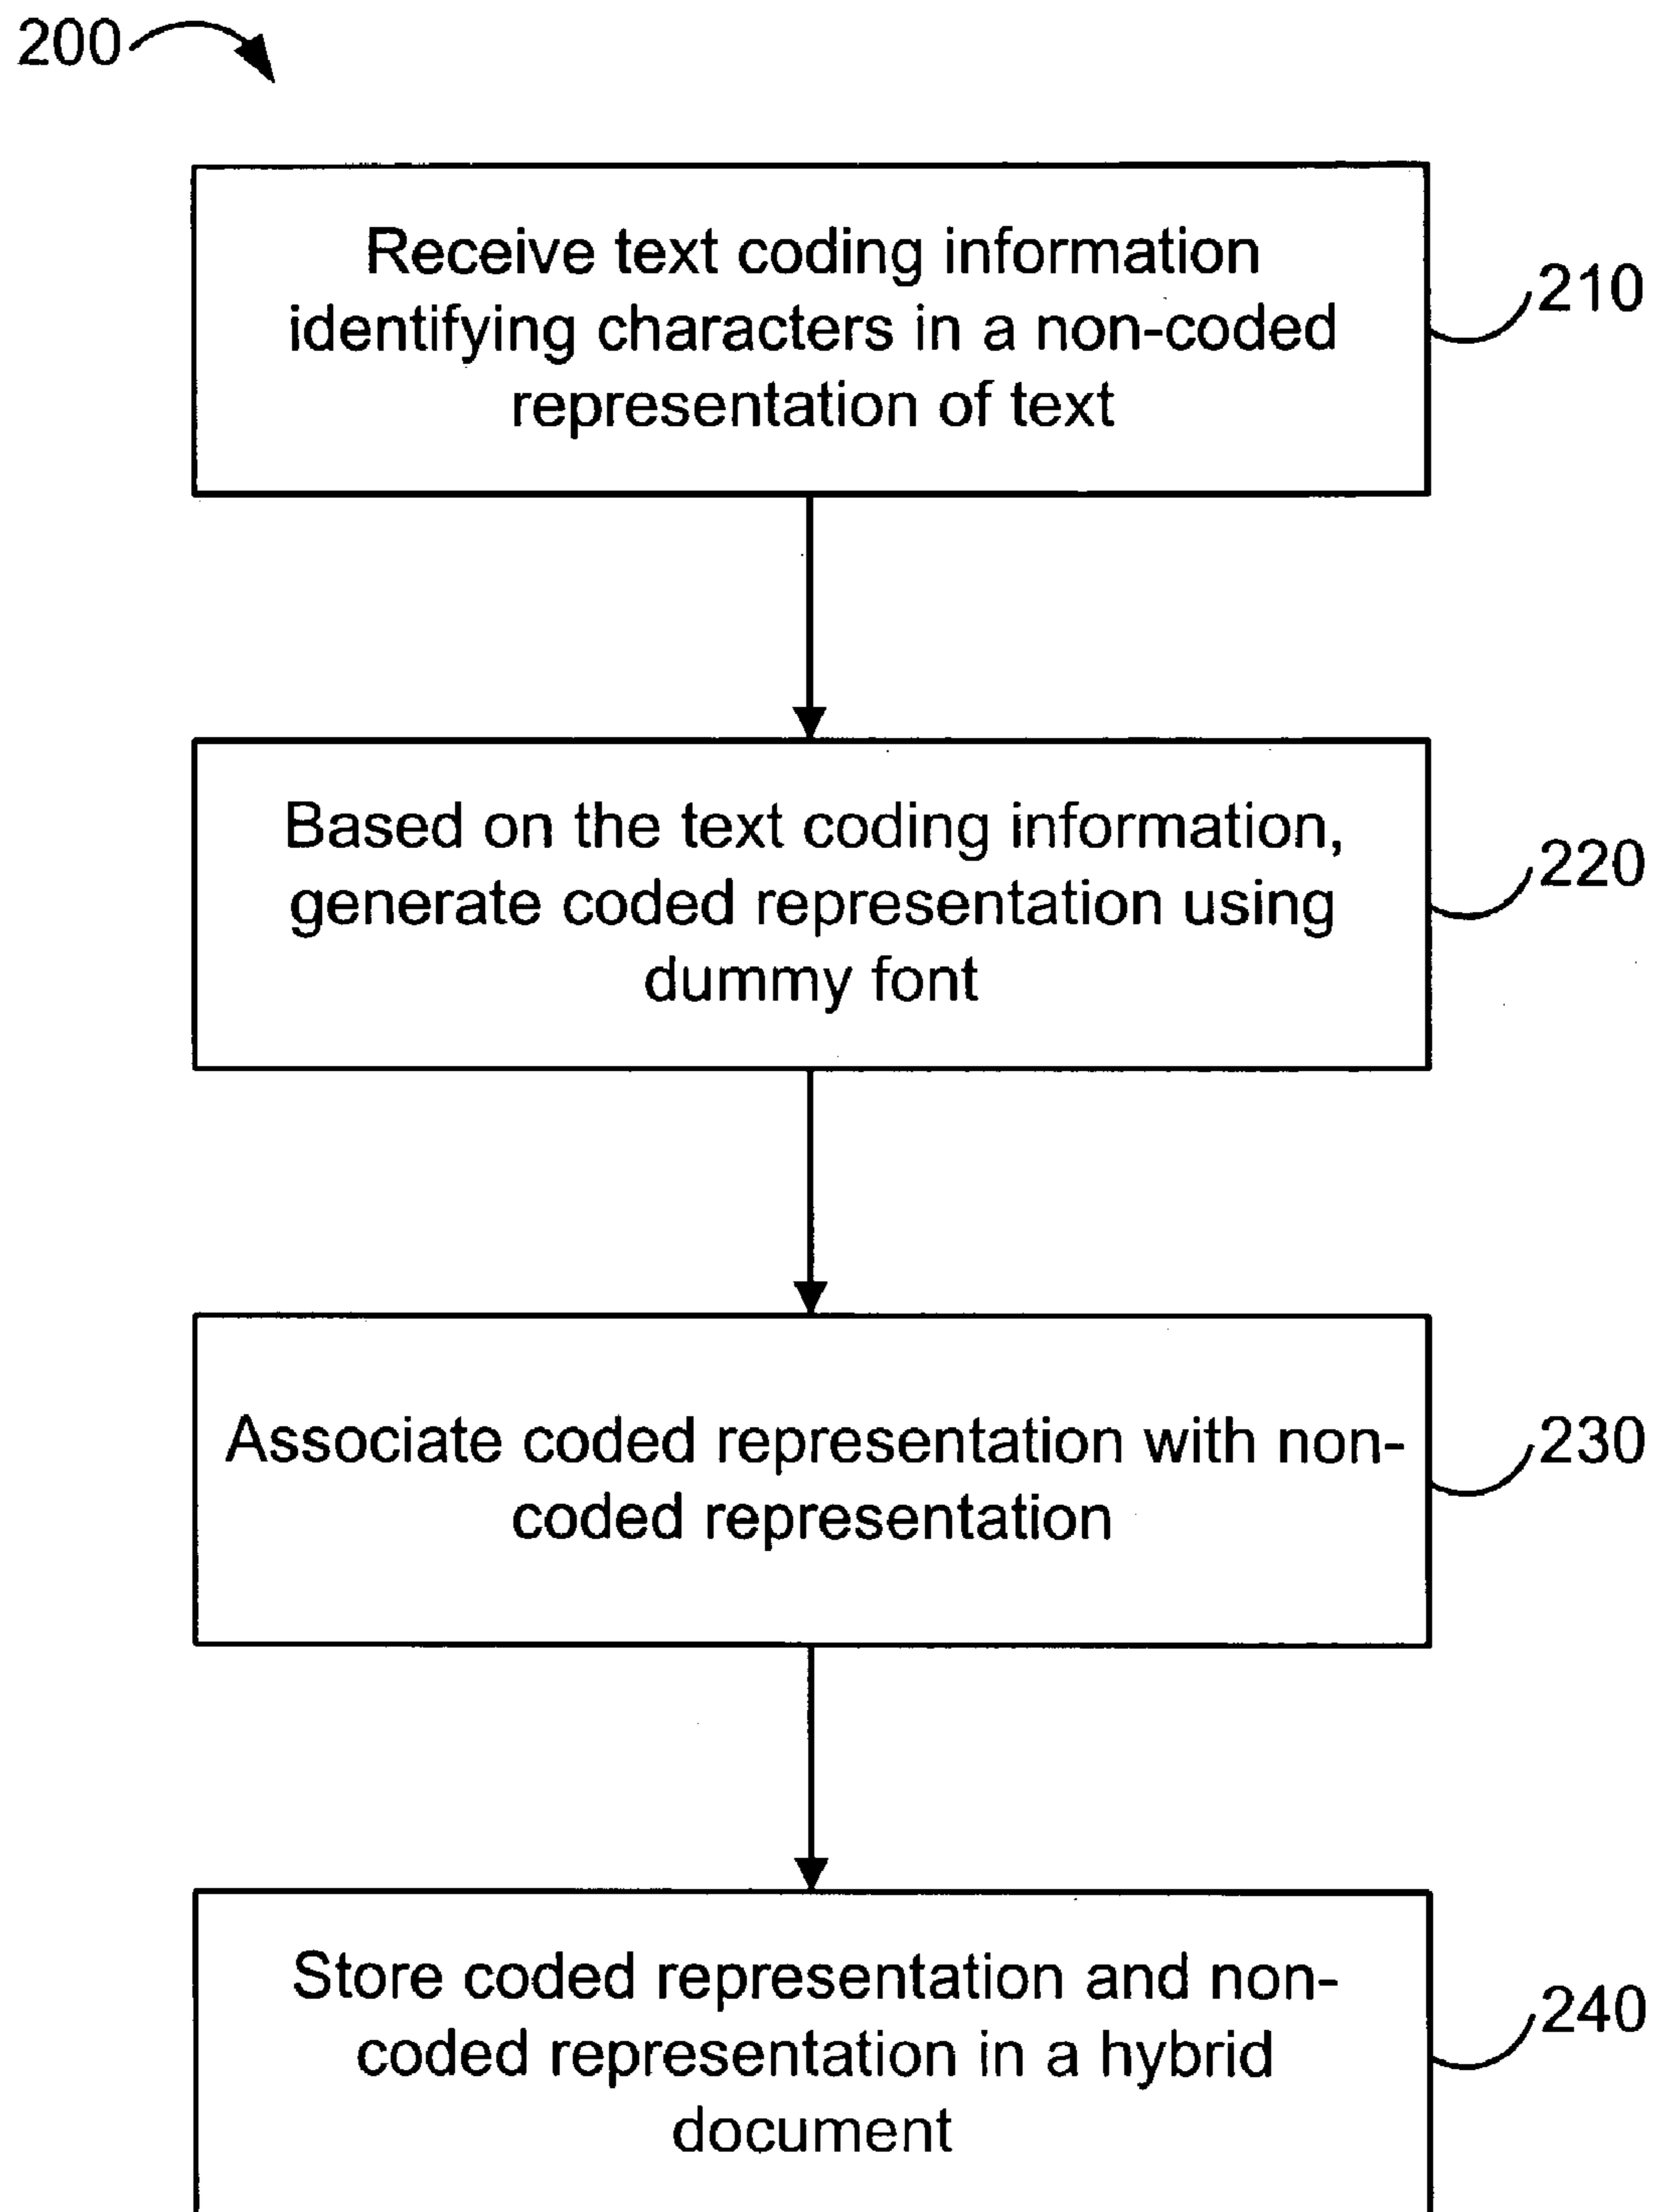 200
Receive text coding information
identifying characters in a non-coded
representation of text
210
Based on the text coding information,
generate coded representation using
dummy font
220
Associate coded representation with non-
coded representation
230
Store coded representation and non-
coded representation in a hybrid
document
240